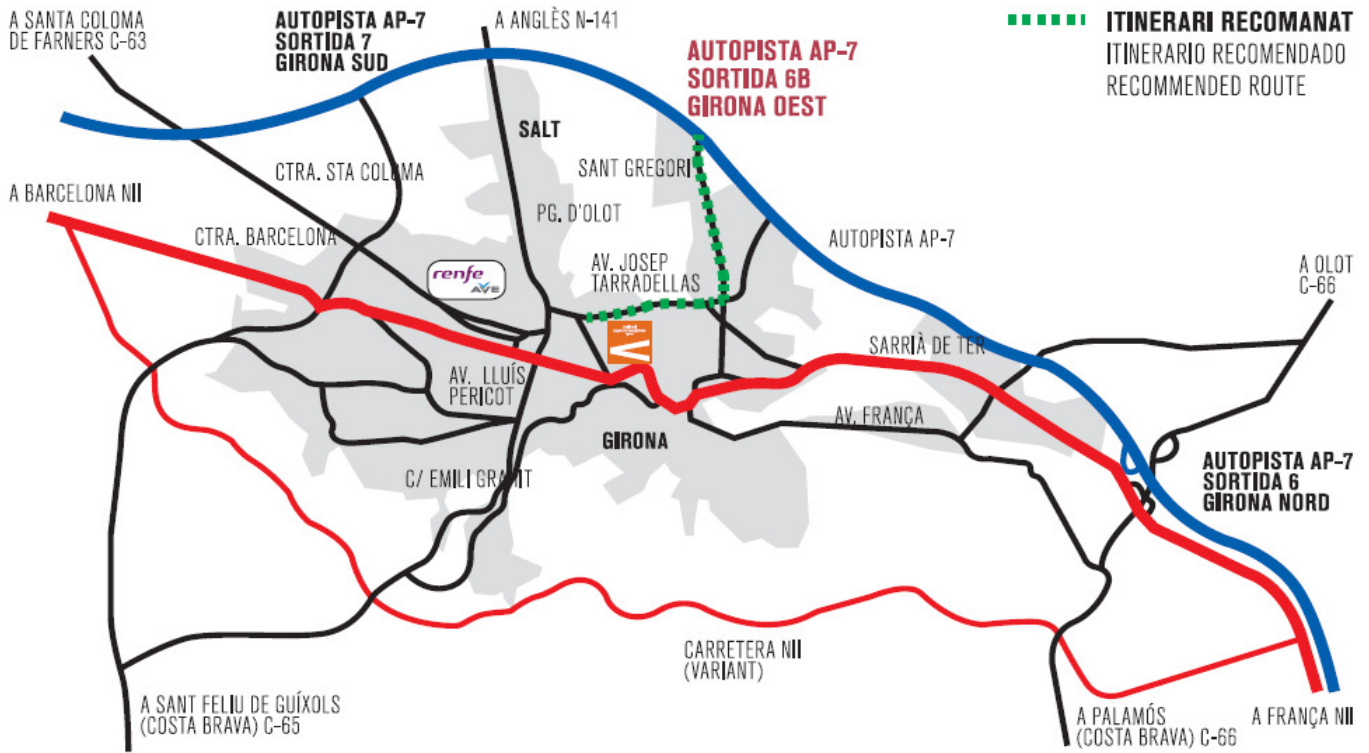 A SANTA COLOMA
DE FARNERS C-63
AUTOPISTA AP-7
SORTIDA 7
GIRONA SUD
A ANGLÈS N-141
AUTOPISTA AP-7
SORTIDA 6B
GIRONA OEST
ITINERARI RECOMANAT
ITINERARIO RECOMENDADO
RECOMMENDED ROUTE
SALT
CTRA. STA COLOMA
SANT GREGORI
A BARCELONA NII
PG. D'OLOT
CTRA. BARCELONA
AUTOPISTA AP-7
renfe
AVE
AV. JOSEP
TARRADELLAS
A OLOT
C-66
V
SARRIÀ DE TER
AV. LLUÍS
PERICOT
AV. FRANÇA
GIRONA
C/ EMILI GRAHIT
AUTOPISTA AP-7
SORTIDA 6
GIRONA NORD
CARRETERA NII
(VARIANT)
A SANT FELIU DE GUÍXOLS
(COSTA BRAVA) C-65
A PALAMÓS
(COSTA BRAVA) C-66
A FRANÇA NII